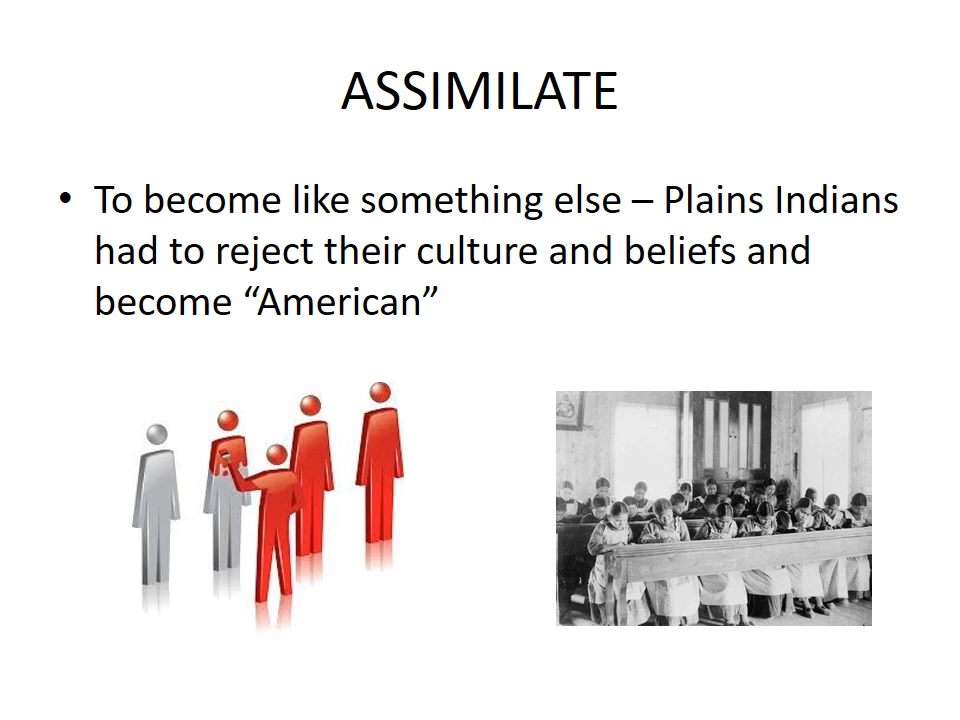 ASSIMILATE
• To become like something else – Plains Indians
had to reject their culture and beliefs and
become “American”